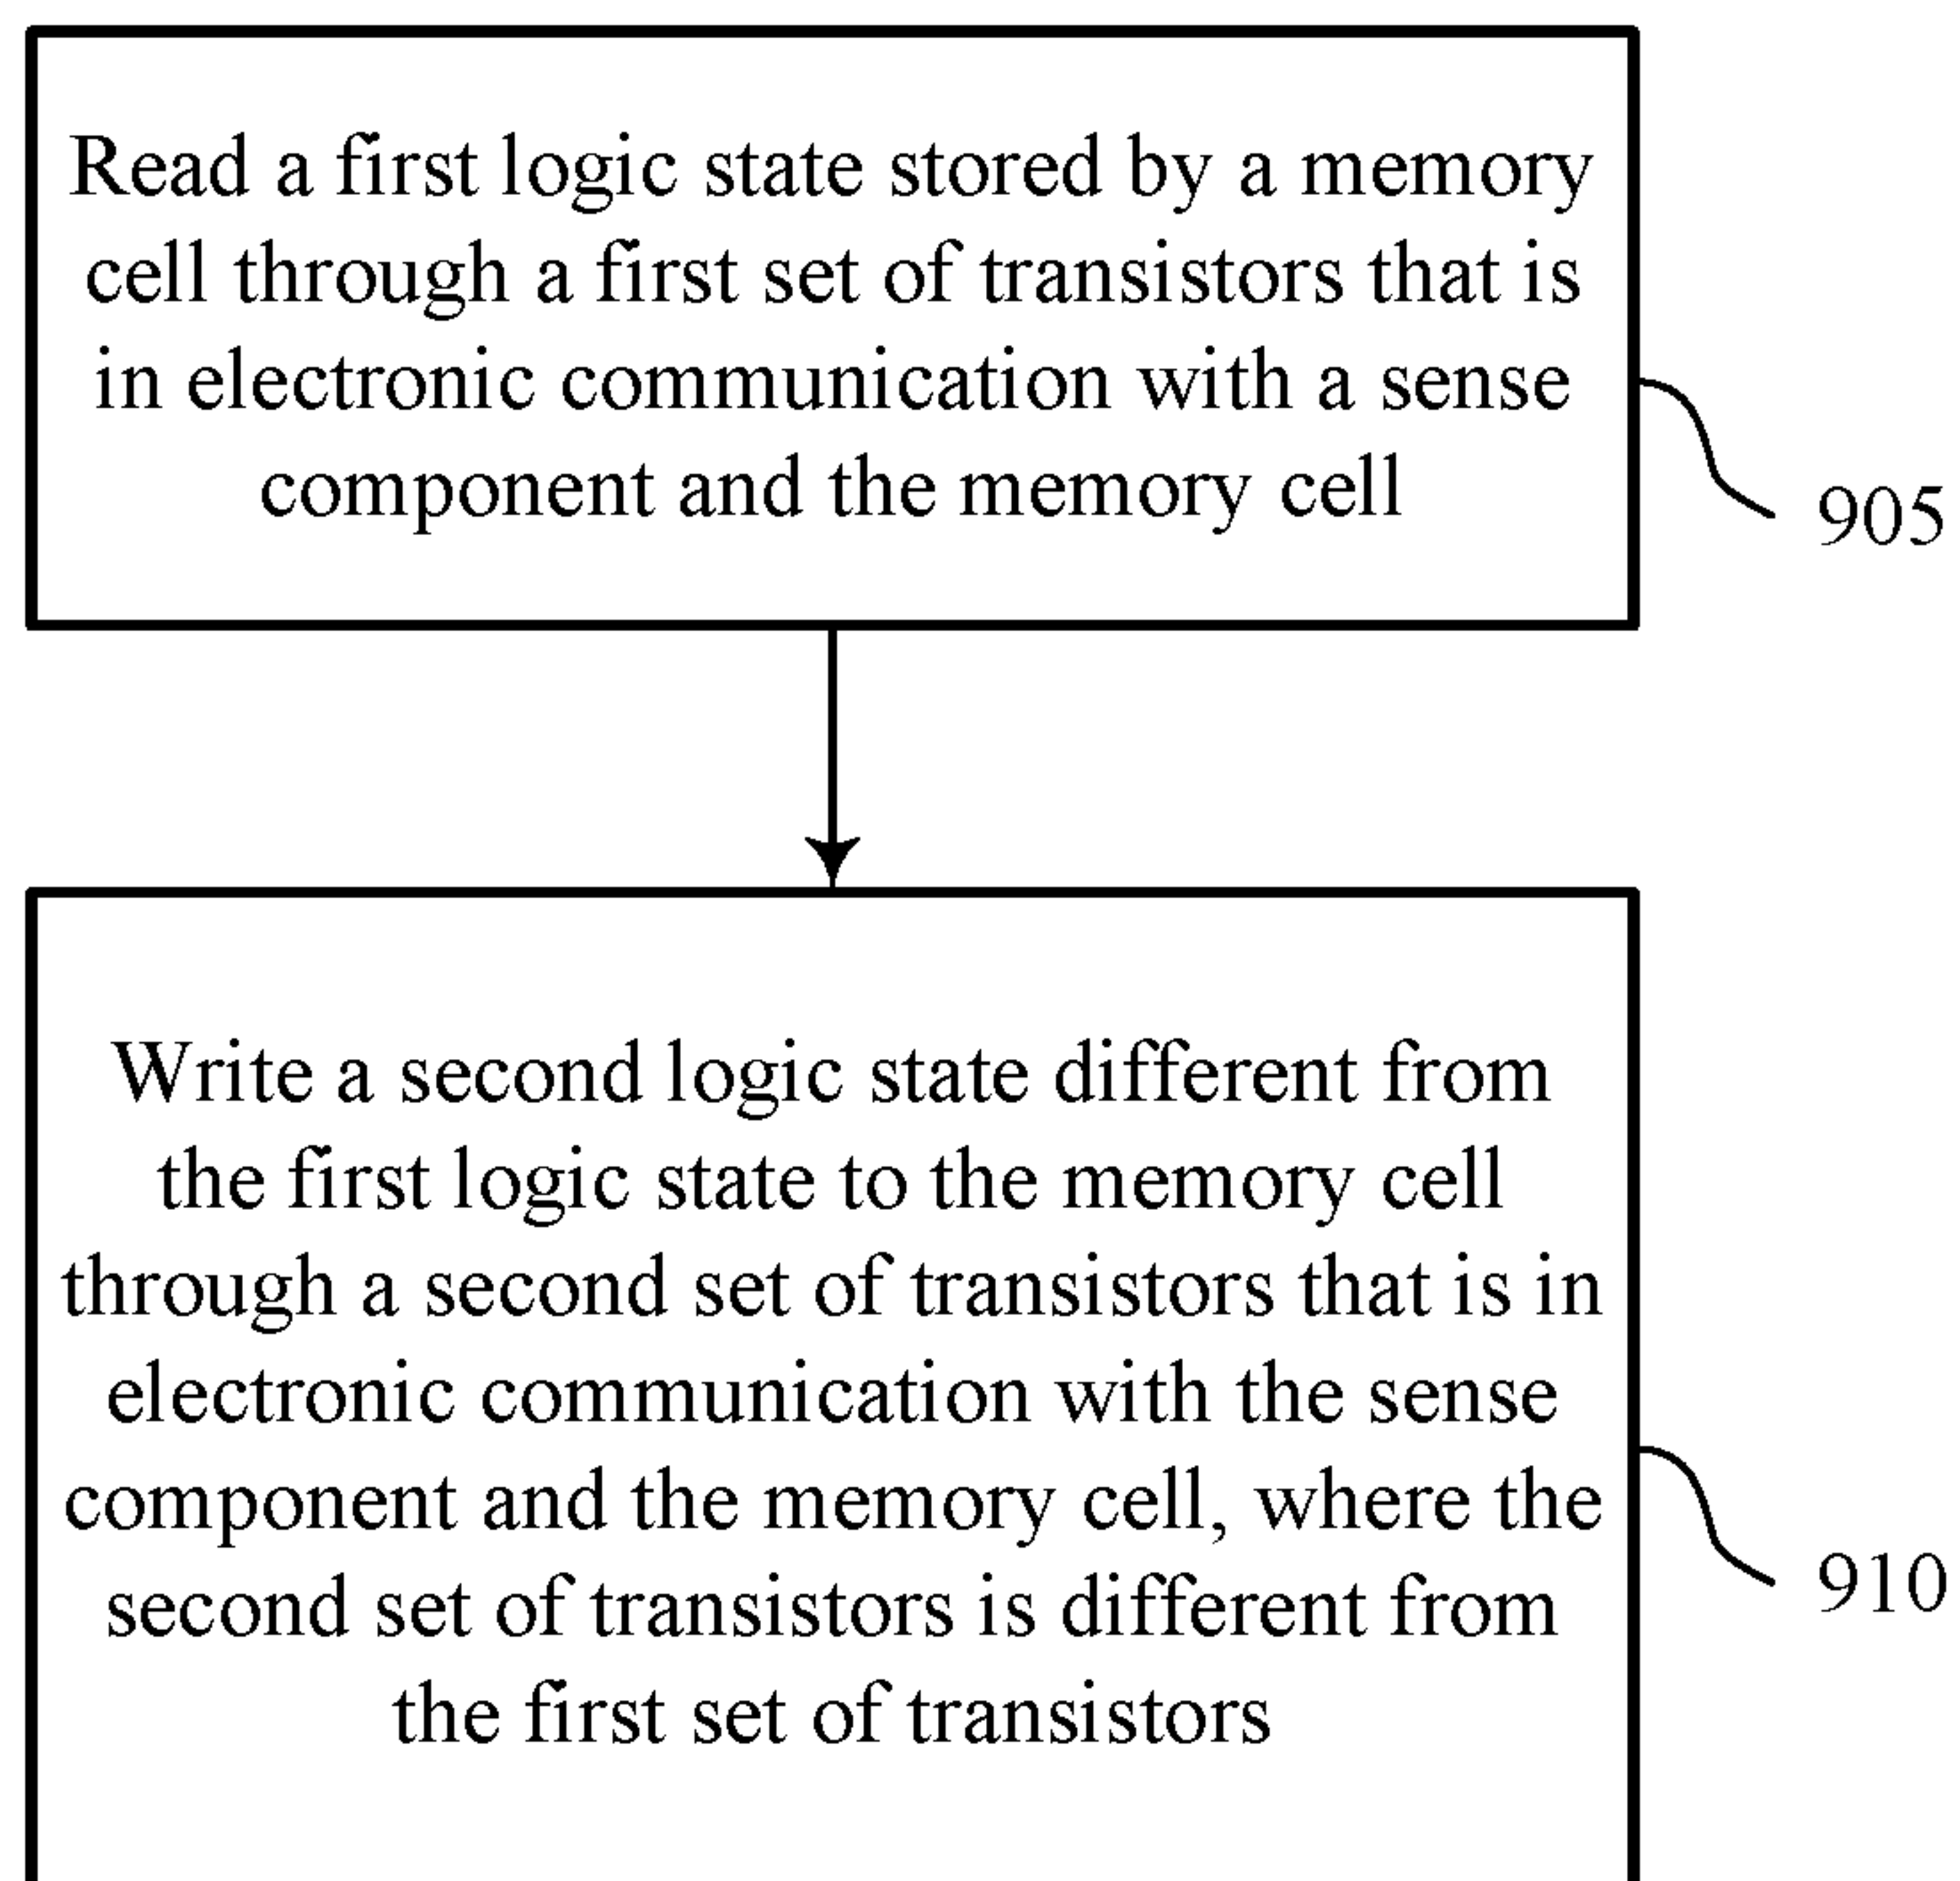 Read a first logic state stored by a memory
cell through a first set of transistors that is
in electronic communication with a sense
component and the memory cell
905
Write a second logic state different from
the first logic state to the memory cell
through a second set of transistors that is in
electronic communication with the sense
component and the memory cell, where the
second set of transistors is different from
the first set of transistors
910